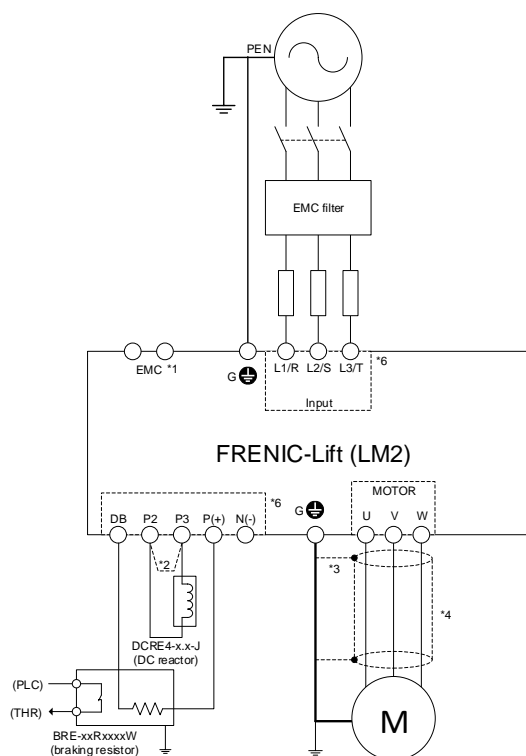 PEN
EMC filter
EMC *1
G
L1/R L2/S L3/T
*6
Input
FRENIC-Lift (LM2)
*6
MOTOR
DB P2 P3 P(+) N(-)
G
U V W
*2
*3
*4
DCRE4-x.x-J
(DC reactor)
(PLC)
(THR)
BRE-xxRxxxxW
(braking resistor)
M